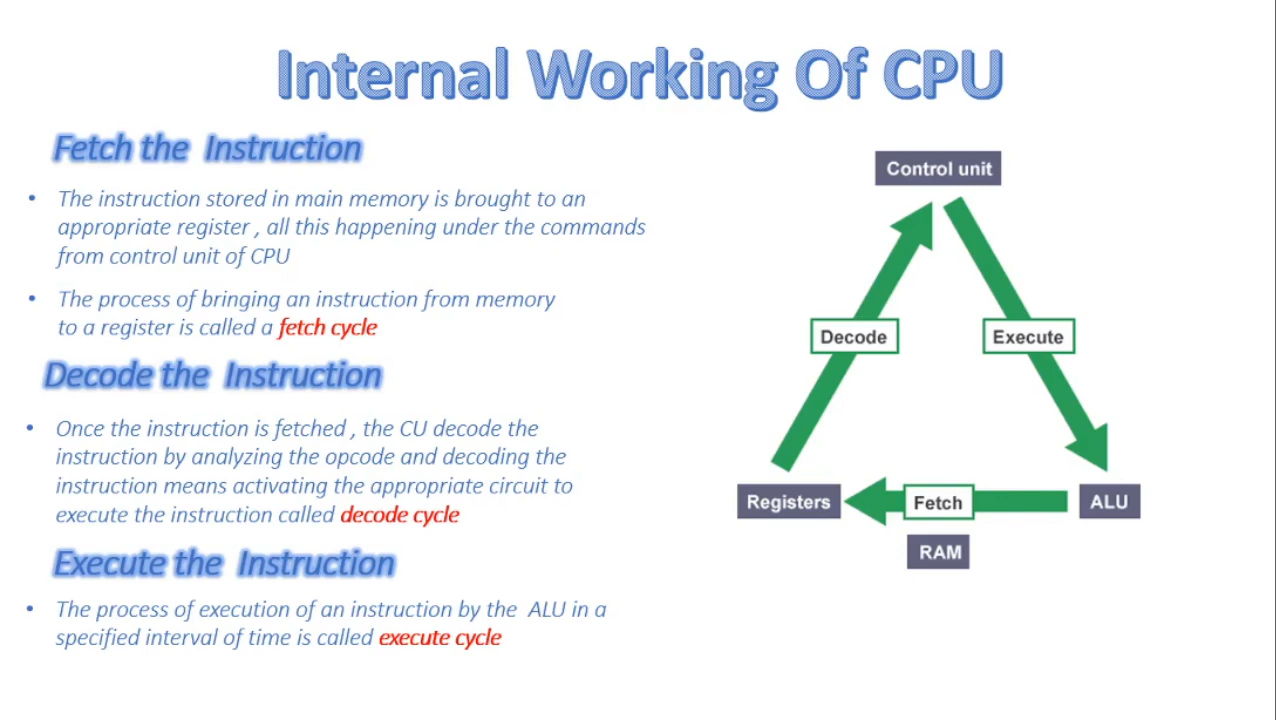 Internal Working Of CPU
Fetch the Instruction
• The instruction stored in main memory is brought to an
appropriate register , all this happening under the commands
from control unit of CPU
• The process of bringing an instruction from memory
to a register is called a fetch cycle
Decode the Instruction
• Once the instruction is fetched , the CU decode the
instruction by analyzing the opcode and decoding the
instruction means activating the appropriate circuit to
execute the instruction called decode cycle
Execute the Instruction
• The process of execution of an instruction by the ALU in a
specified interval of time is called execute cycle
Control unit
Decode
Execute
Registers
Fetch
ALU
RAM